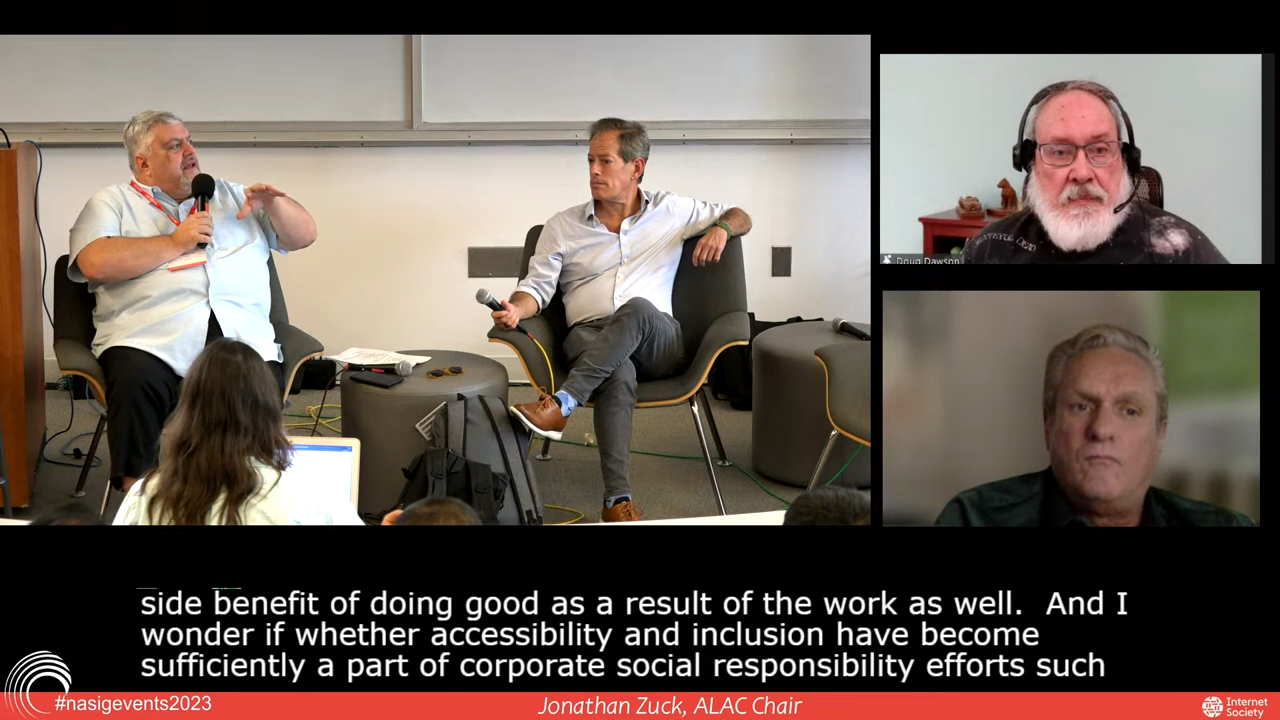 GRATEFUL DEAD
Doug Dawson
side benefit of doing good as a result of the work as well.  And I
wonder if whether accessibility and inclusion have become
sufficiently a part of corporate social responsibility efforts such
#nasigevents2023
Jonathan Zuck, ALAC Chair
Internet
Society